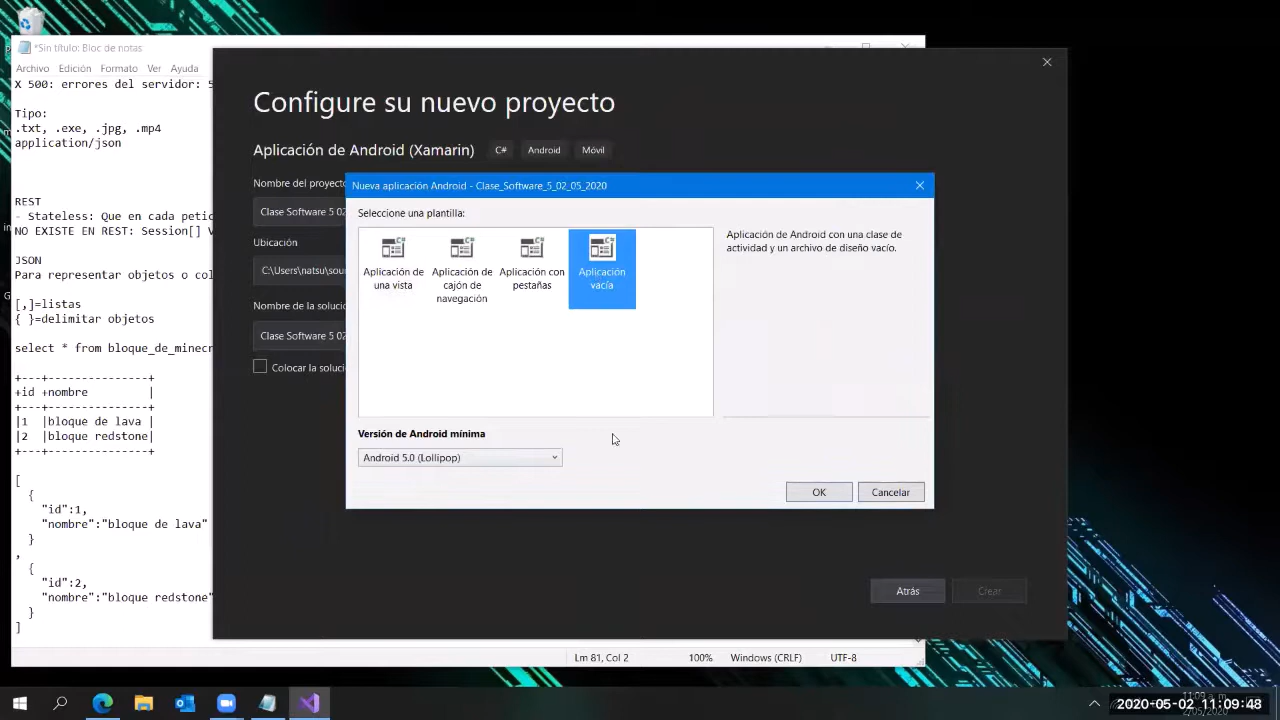 *Sin título: Bloc de notas
Archivo Edición Formato Ver Ayuda
X 500: errores del servidor: 5
Tipo:
.txt, .exe, .jpg, .mp4
application/json
REST
- Stateless: Que en cada petic
NO EXISTE EN REST: Session[] V
JSON
Para representar objetos o col
[,]=listas
{ }=delimitar objetos
select * from bloque_de_minecr
+---+---------------+
+id +nombre |
+---+---------------+
|1 |bloque de lava |
|2 |bloque redstone|
+---+---------------+
[
{
"id":1,
"nombre":"bloque de lava"
}
,
{
"id":2,
"nombre":"bloque redstone"
}
]
Lm 81, Col 2 100% Windows (CRLF) UTF-8
Configure su nuevo proyecto
Aplicación de Android (Xamarin) C# Android Móvil
Nombre del proyecto
Clase Software 5 02
Ubicación
C:\Users\natsu\sour
Nombre de la solució
Clase Software 5 02
Colocar la soluci
Atrás Crear
Nueva aplicación Android - Clase_Software_5_02_05_2020
Seleccione una plantilla:
Aplicación de una vista
Aplicación de cajón de navegación
Aplicación con pestañas
Aplicación vacía
Aplicación de Android con una clase de
actividad y un archivo de diseño vacío.
Versión de Android mínima
Android 5.0 (Lollipop)
OK Cancelar
2020-05-02 11:09:48